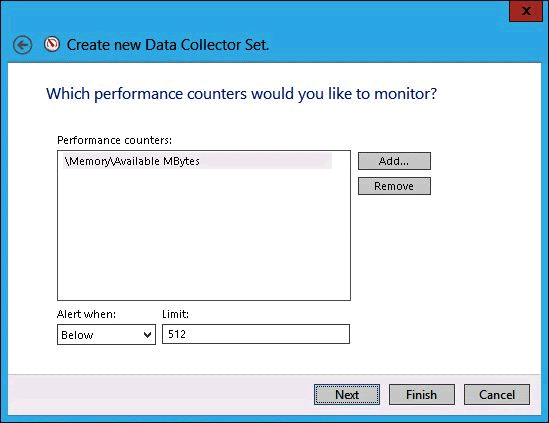 x
Create new Data Collector Set.
Which performance counters would you like to monitor?
Performance counters:
\Memory\Available MBytes
Add...
Remove
Alert when:
Limit:
Below
512
Next
Finish
Cancel